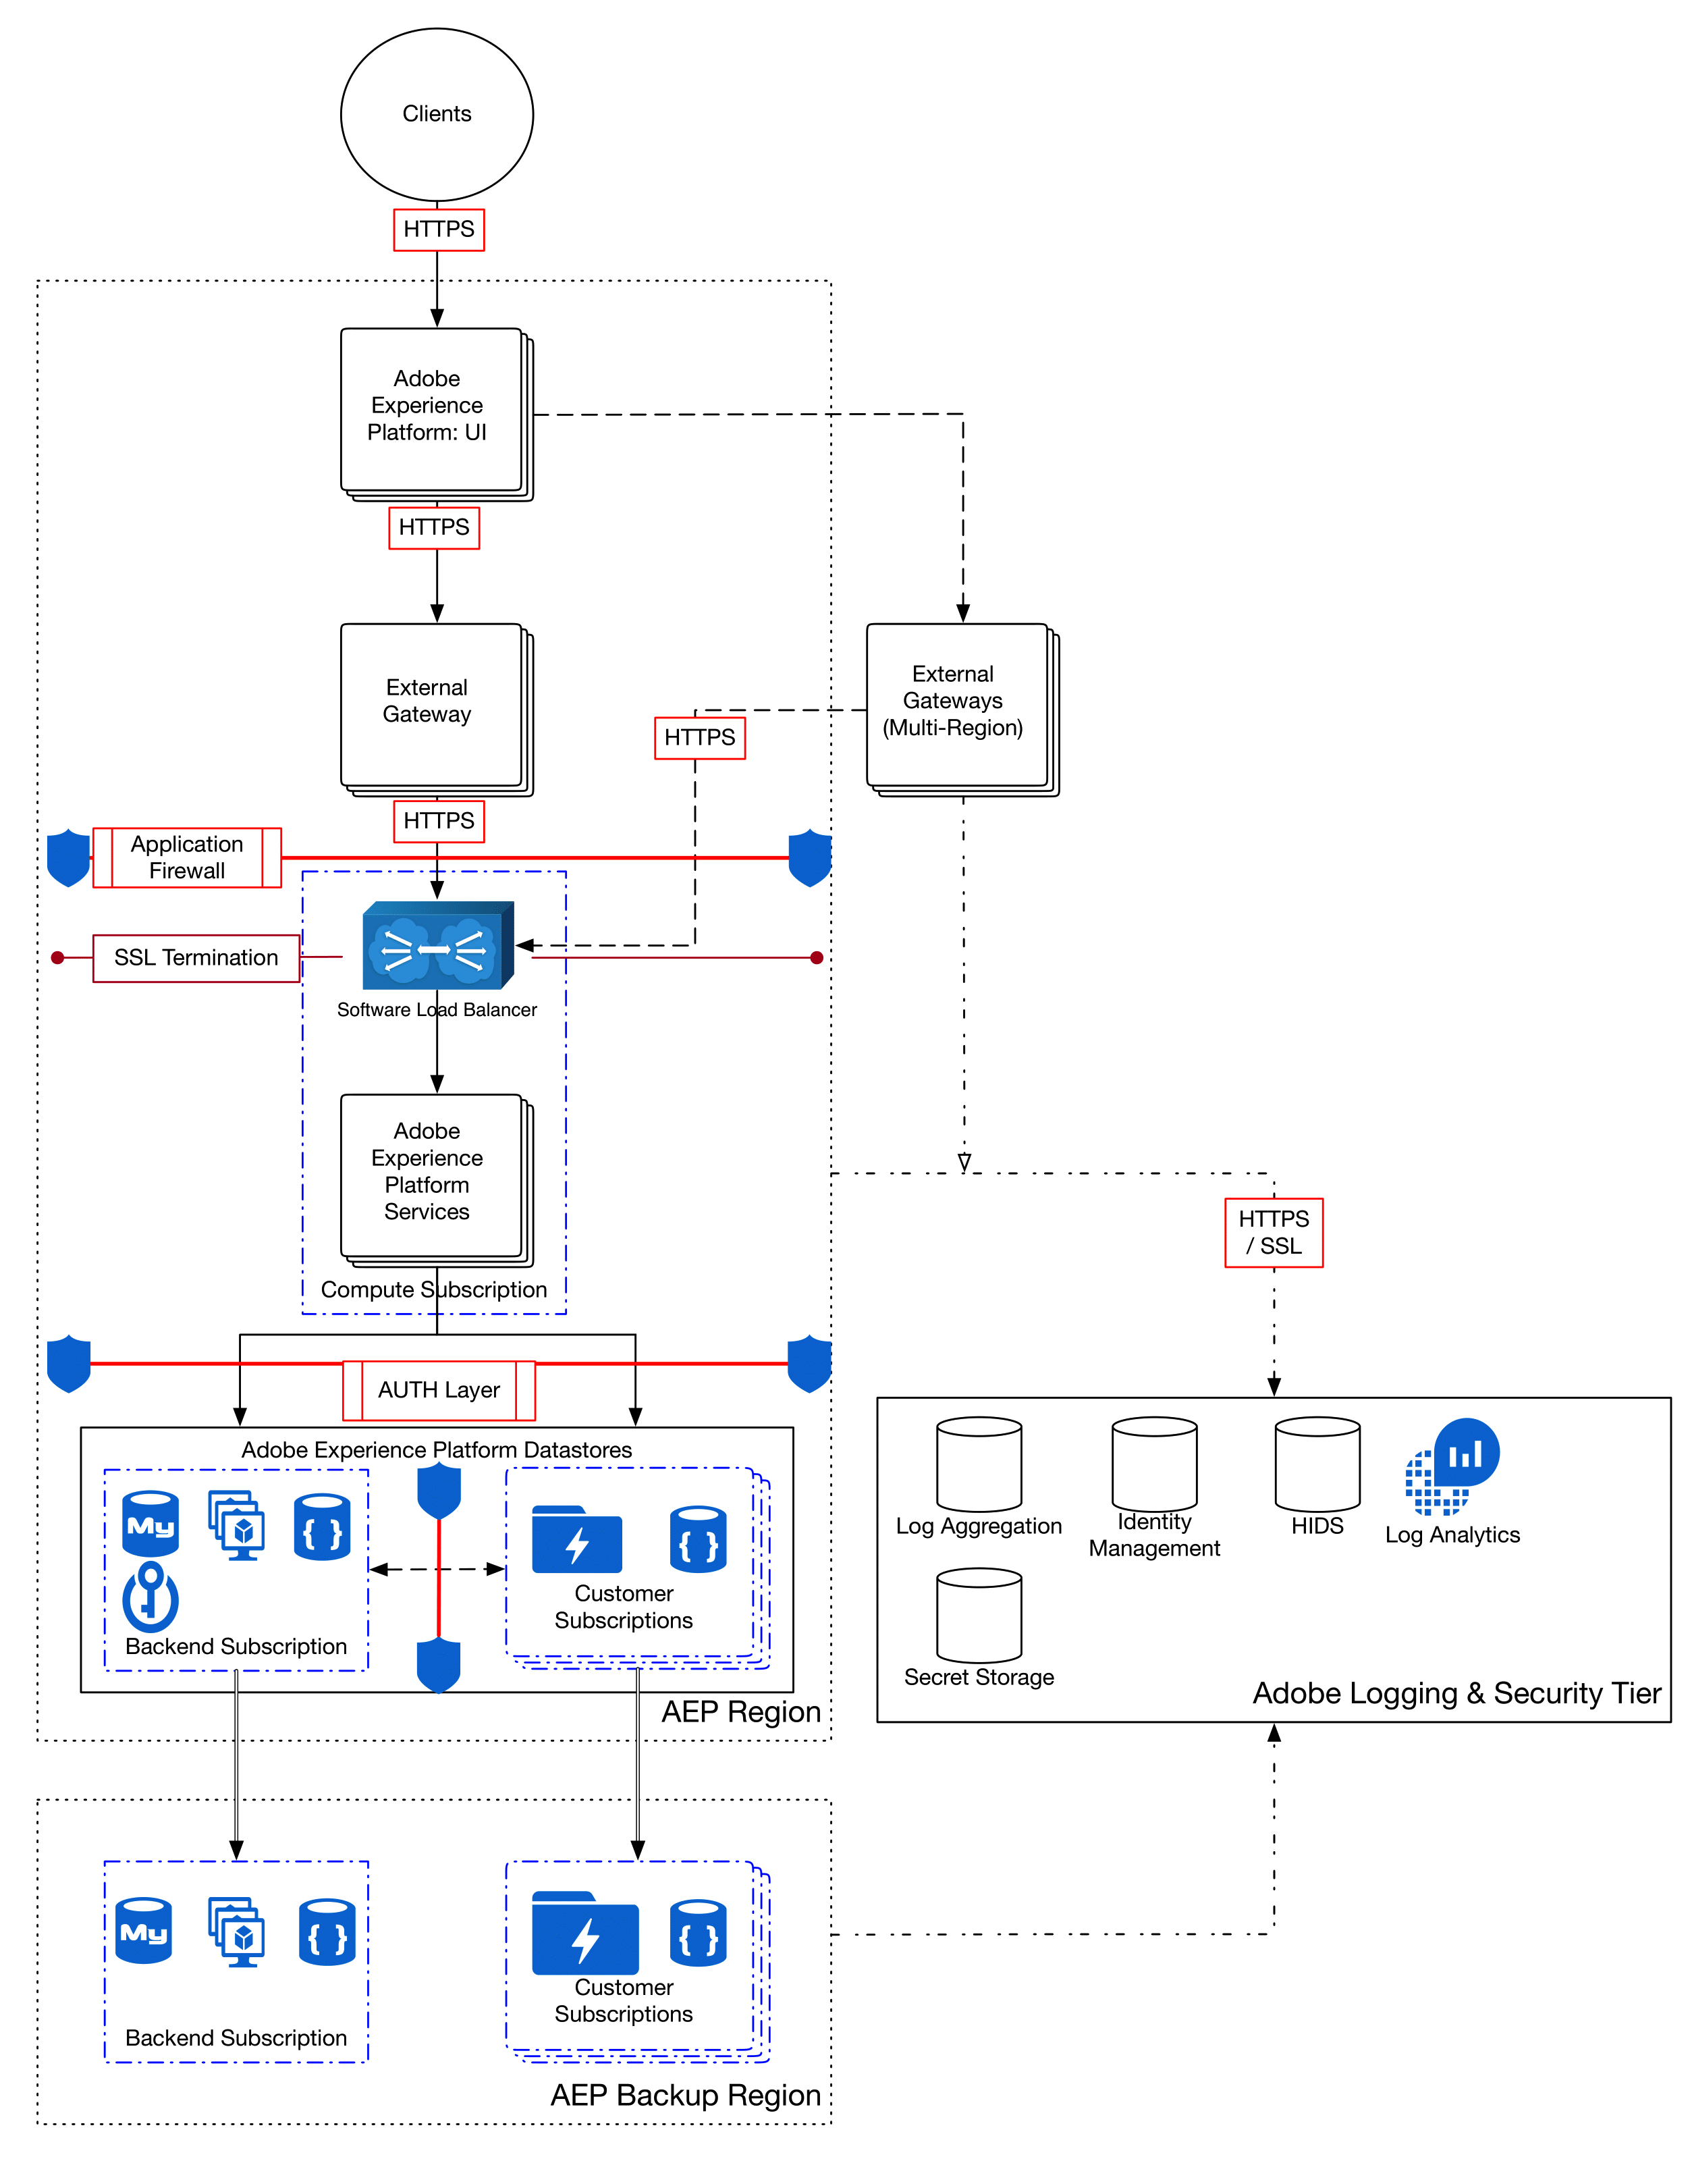 Clients
HTTPS
Adobe
Experience
Platform: UI
HTTPS
External
Gateway
External
Gateways
(Multi-Region)
HTTPS
HTTPS
Application
Firewall
SSL Termination
Software Load Balancer
Adobe
Experience
Platform
Services
Compute Subscription
HTTPS
/ SSL
AUTH Layer
Adobe Experience Platform Datastores
My
{ }
Backend Subscription
{ }
Customer
Subscriptions
AEP Region
Log Aggregation
Identity
Management
HIDS
Log Analytics
Secret Storage
Adobe Logging & Security Tier
My
{ }
Backend Subscription
{ }
Customer
Subscriptions
AEP Backup Region